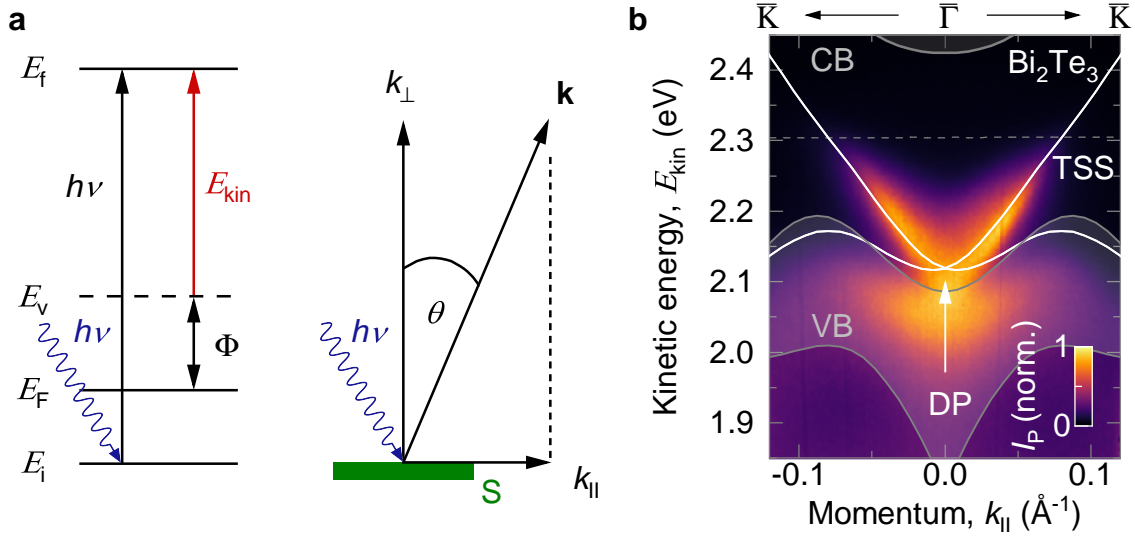 a
E_f
hν
E_kin
E_v
hν
Φ
E_F
E_i
k_⊥
k
θ
hν
S
k_||
b
K̅ Γ̅ K̅
CB
Bi₂Te₃
TSS
VB
DP
I_P (norm.)
1
0
2.4
2.3
2.2
2.1
2.0
1.9
Kinetic energy, E_kin (eV)
-0.1 0.0 0.1
Momentum, k_|| (Å⁻¹)